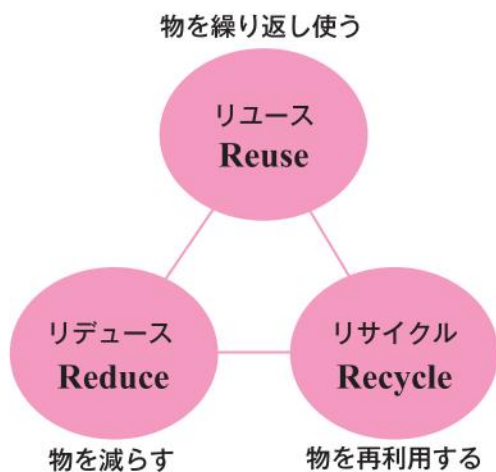 物を繰り返し使う
リユース
Reuse
リデュース
Reduce
物を減らす
リサイクル
Recycle
物を再利用する